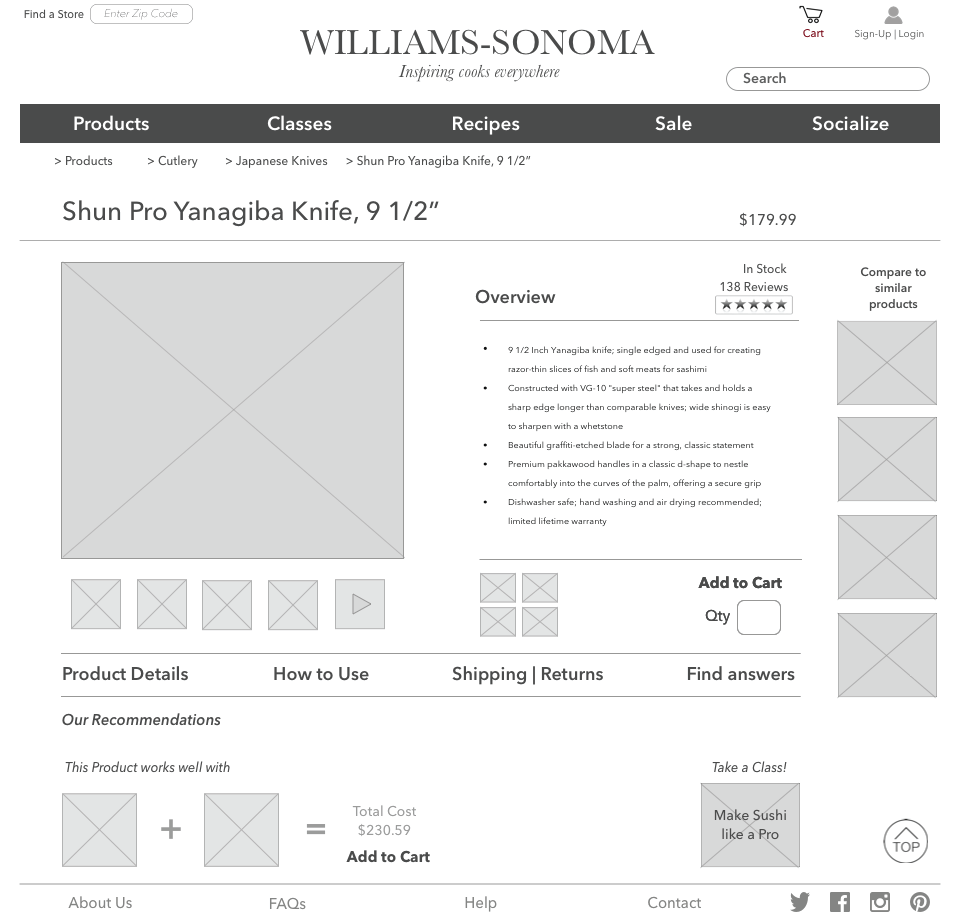 Find a Store Enter Zip Code
Cart
Sign-Up | Login
WILLIAMS-SONOMA
Inspiring cooks everywhere
Search
Products Classes Recipes Sale Socialize
> Products > Cutlery > Japanese Knives > Shun Pro Yanagiba Knife, 9 1/2”
Shun Pro Yanagiba Knife, 9 1/2”
$179.99
In Stock
138 Reviews
Overview
• 9 1/2 Inch Yanagiba knife; single edged and used for creating
razor-thin slices of fish and soft meats for sashimi
• Constructed with VG-10 "super steel" that takes and holds a
sharp edge longer than comparable knives; wide shinogi is easy
to sharpen with a whetstone
• Beautiful graffiti-etched blade for a strong, classic statement
• Premium pakkawood handles in a classic d-shape to nestle
comfortably into the curves of the palm, offering a secure grip
• Dishwasher safe; hand washing and air drying recommended;
limited lifetime warranty
Compare to
similar
products
Add to Cart
Qty
Product Details How to Use Shipping | Returns Find answers
Our Recommendations
This Product works well with
+ =
Total Cost
$230.59
Add to Cart
Take a Class!
Make Sushi
like a Pro
TOP
About Us FAQs Help Contact